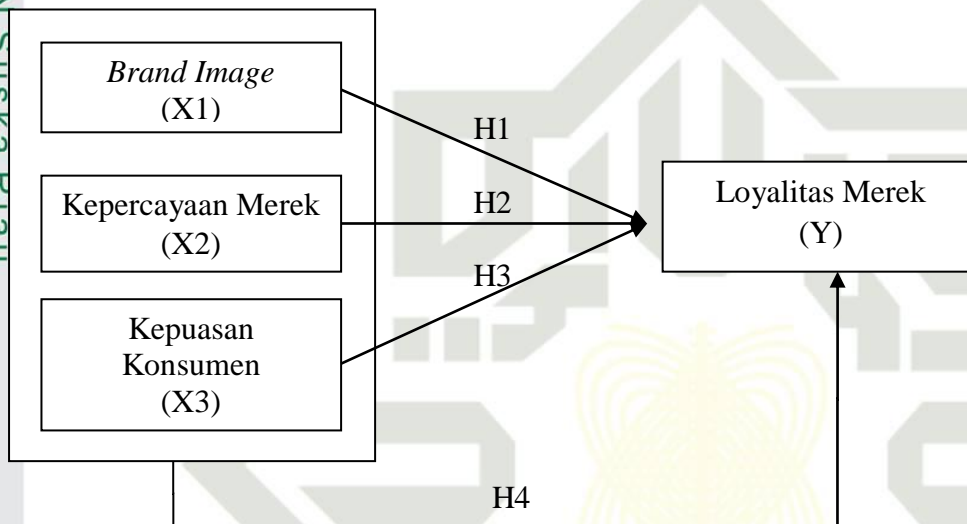 Brand Image
(X1)
H1
Kepercayaan Merek
(X2)
H2
Loyalitas Merek
(Y)
H3
Kepuasan
Konsumen
(X3)
H4